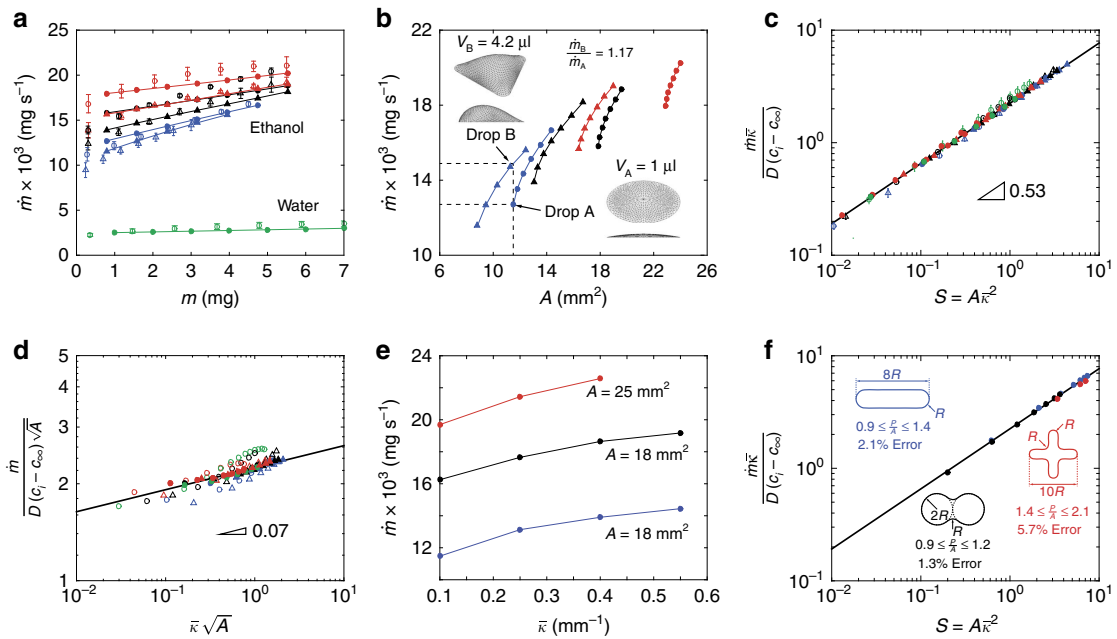 a
ṁ × 10³ (mg s⁻¹)
25
20
15
10
5
0
Ethanol
Water
0 1 2 3 4 5 6 7
m (mg)
b
ṁ × 10³ (mg s⁻¹)
22
18
14
10
V_B = 4.2 µl
ṁ_B / ṁ_A = 1.17
Drop B
V_A = 1 µl
Drop A
6 10 14 18 22 26
A (mm²)
c
ṁκ̄ / D (c_i – c_∞)
10¹
10⁰
10⁻¹
0.53
10⁻² 10⁻¹ 10⁰ 10¹
S = Aκ̄²
d
ṁ / D (c_i – c_∞) √A
5
4
3
2
1
0.07
10⁻² 10⁻¹ 10⁰ 10¹
κ̄ √A
e
ṁ × 10³ (mg s⁻¹)
24
22
20
18
16
14
12
A = 25 mm²
A = 18 mm²
A = 18 mm²
0.1 0.2 0.3 0.4 0.5 0.6
κ̄ (mm⁻¹)
f
ṁκ̄ / D (c_i – c_∞)
10¹
10⁰
10⁻¹
8R
R
0.9 ≤ p/A ≤ 1.4
2.1% Error
R
R
10R
1.4 ≤ p/A ≤ 2.1
5.7% Error
2R
R
0.9 ≤ p/A ≤ 1.2
1.3% Error
10⁻² 10⁻¹ 10⁰ 10¹
S = Aκ̄²